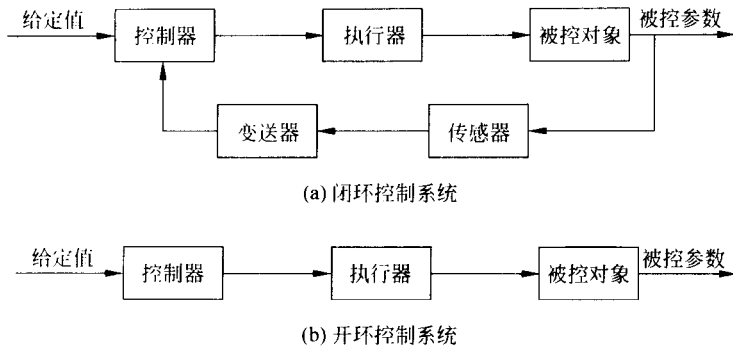 给定值
控制器
执行器
被控对象
被控参数
变送器
传感器
(a) 闭环控制系统
给定值
控制器
执行器
被控对象
被控参数
(b) 开环控制系统